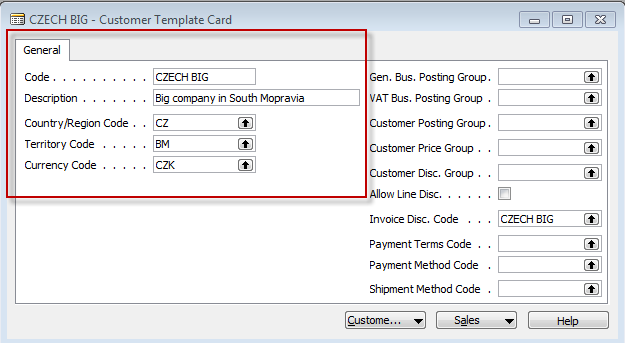 CZECH BIG - Customer Template Card
General
Code . . . . . . . . . . CZECH BIG
Description . . . . . . . Big company in South Mopravia
Country/Region Code . . CZ
Territory Code . . . . . BM
Currency Code . . . . . CZK
Gen. Bus. Posting Group.
VAT Bus. Posting Group.
Customer Posting Group .
Customer Price Group .
Customer Disc. Group .
Allow Line Disc. . . . . .
Invoice Disc. Code . . CZECH BIG
Payment Terms Code .
Payment Method Code .
Shipment Method Code .
Custome... Sales Help